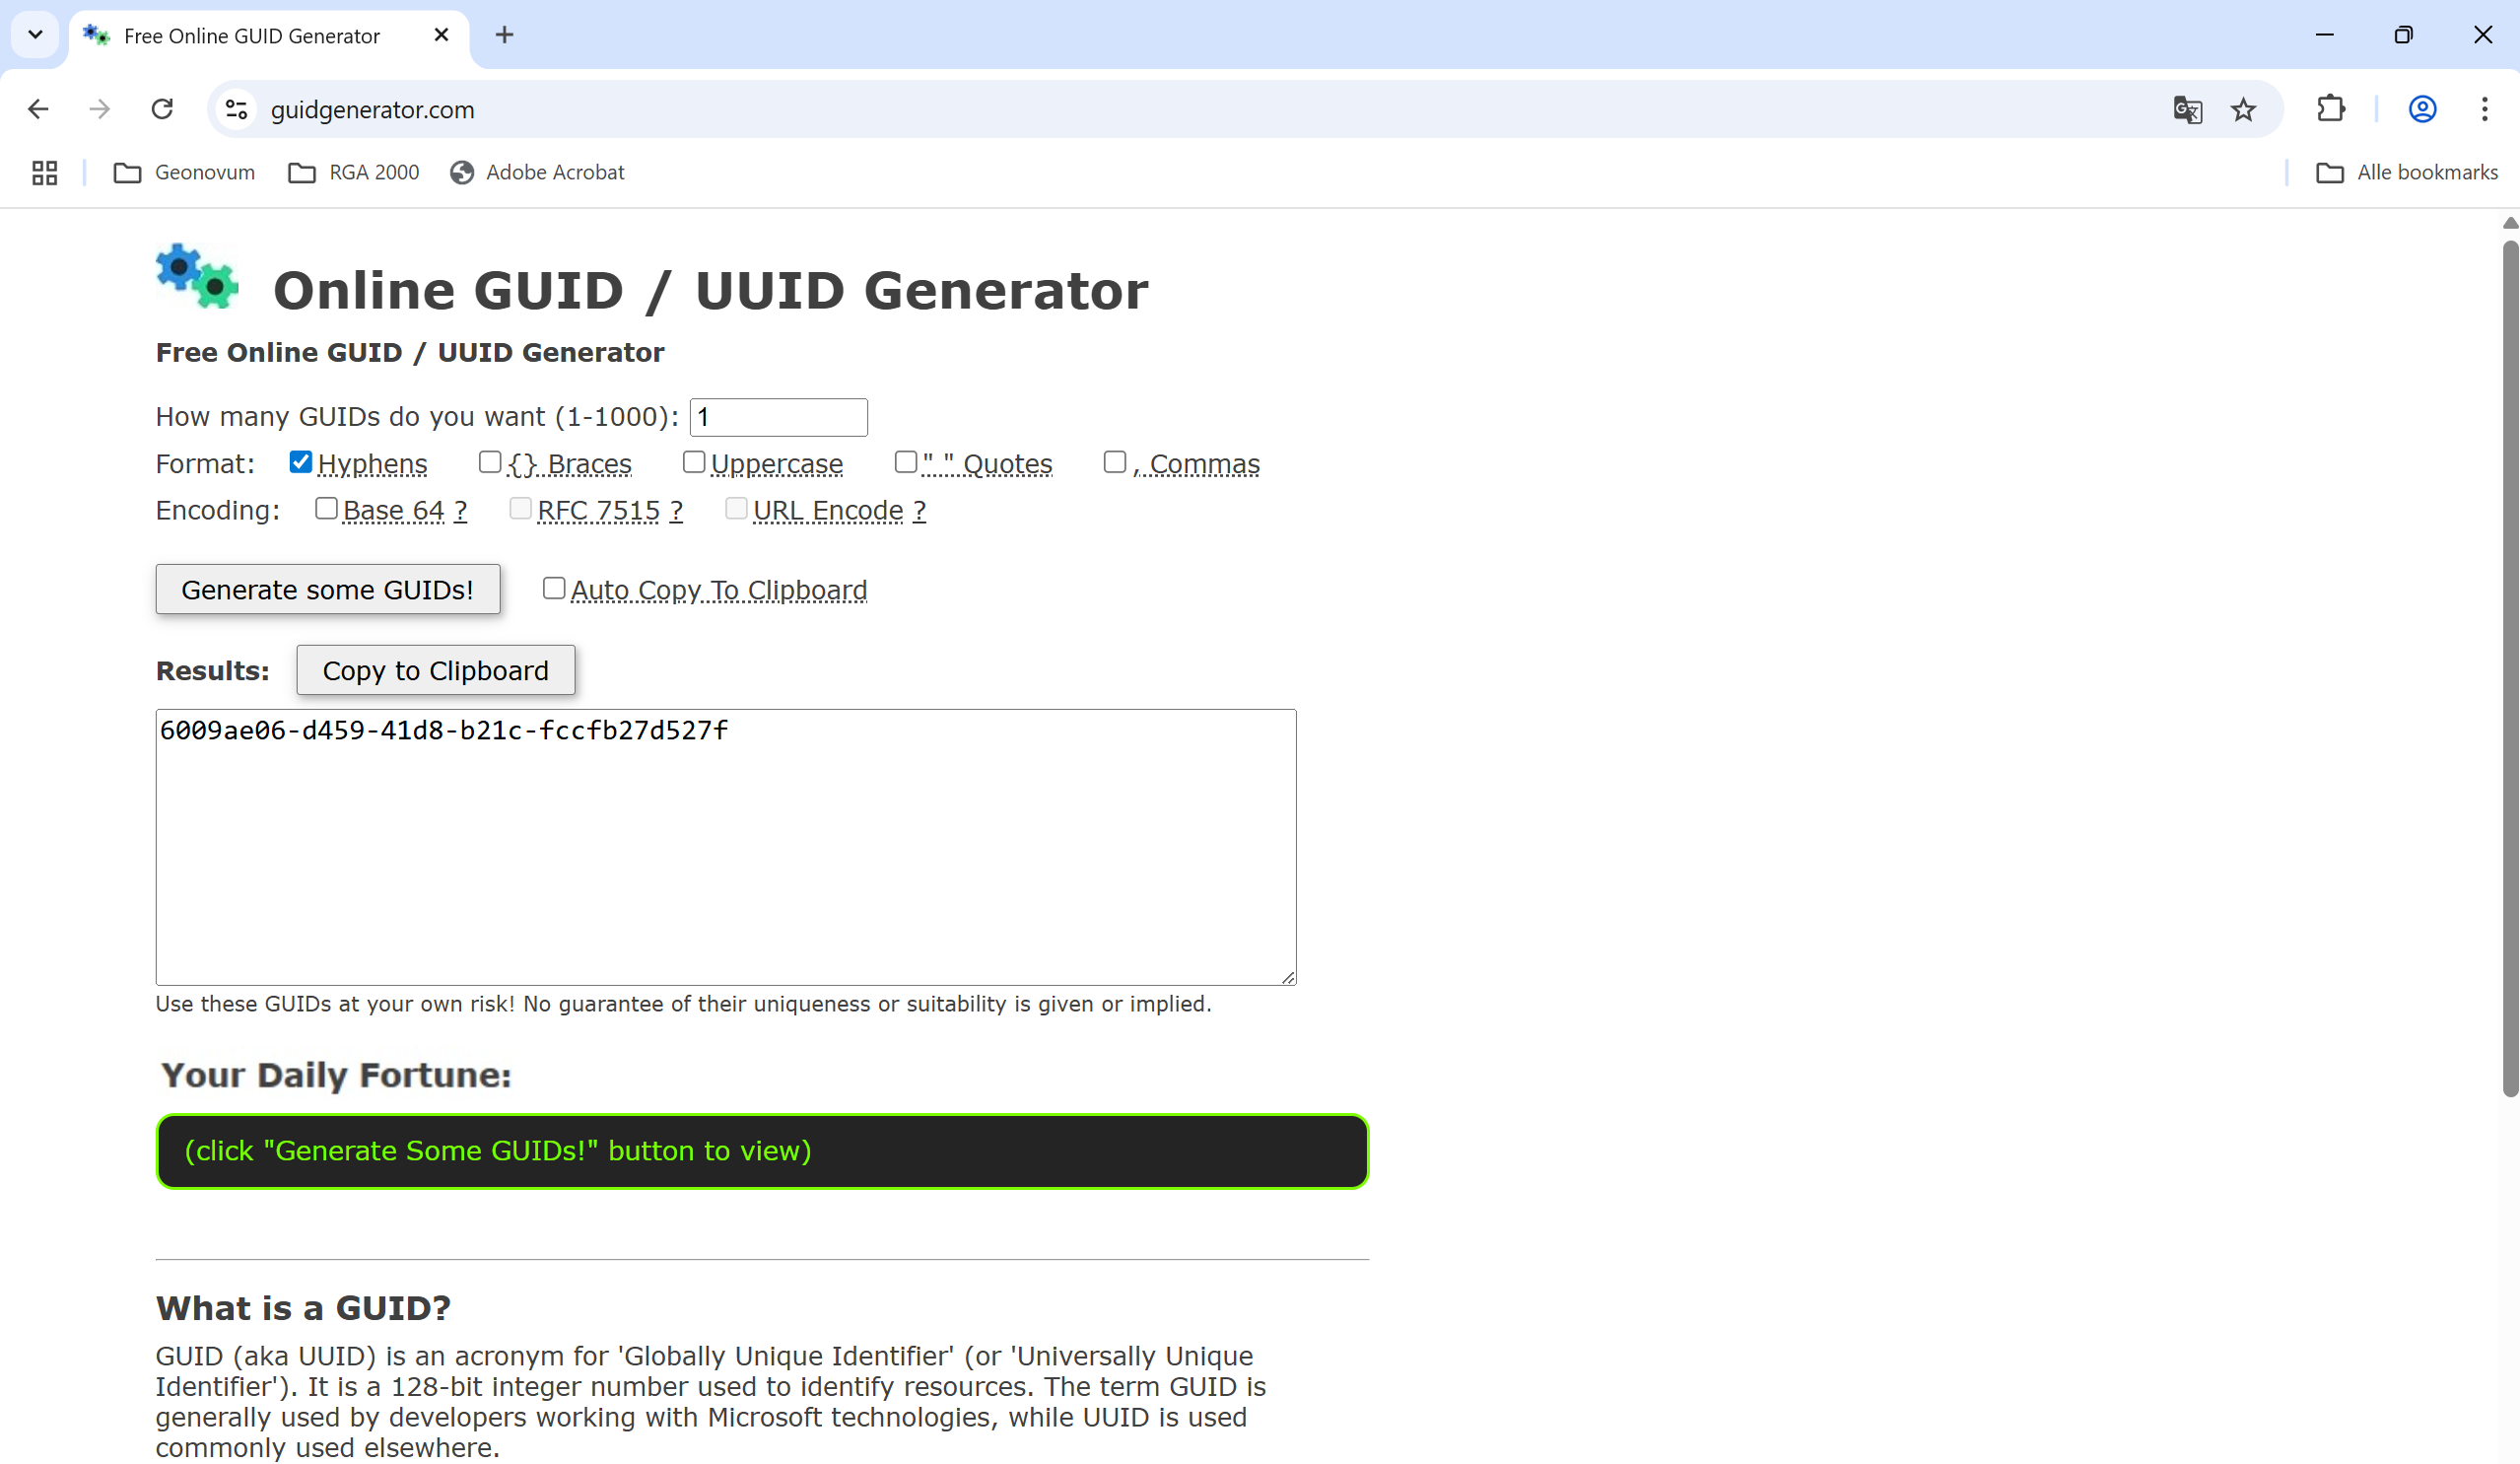 Free Online GUID Generator
guidgenerator.com
Geonovum RGA 2000 Adobe Acrobat Alle bookmarks
Online GUID / UUID Generator
Free Online GUID / UUID Generator
How many GUIDs do you want (1-1000): 1
Format: Hyphens {} Braces Uppercase " " Quotes , Commas
Encoding: Base 64 ? RFC 7515 ? URL Encode ?
Generate some GUIDs! Auto Copy To Clipboard
Results: Copy to Clipboard
6009ae06-d459-41d8-b21c-fccfb27d527f
Use these GUIDs at your own risk! No guarantee of their uniqueness or suitability is given or implied.
Your Daily Fortune:
(click "Generate Some GUIDs!" button to view)
What is a GUID?
GUID (aka UUID) is an acronym for 'Globally Unique Identifier' (or 'Universally Unique
Identifier'). It is a 128-bit integer number used to identify resources. The term GUID is
generally used by developers working with Microsoft technologies, while UUID is used
commonly used elsewhere.